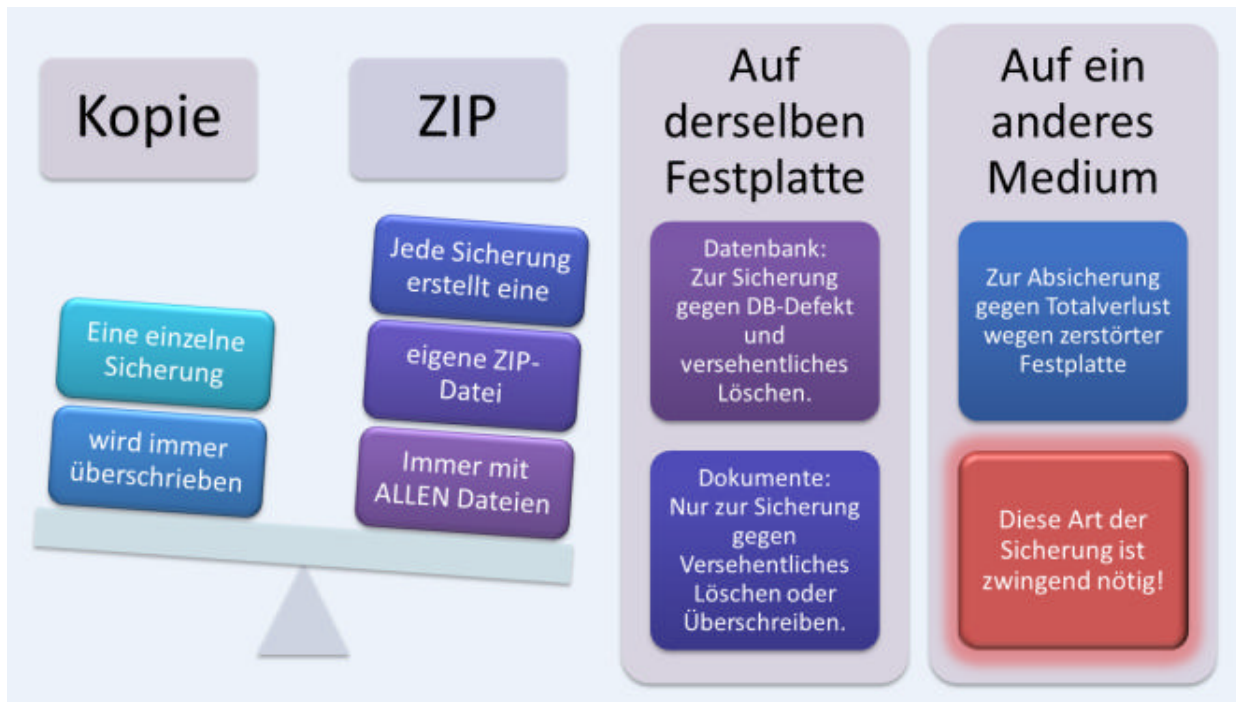 Kopie
Eine einzelne
Sicherung
wird immer
überschrieben
ZIP
Jede Sicherung
erstellt eine
eigene ZIP-
Datei
Immer mit
ALLEN Dateien
Auf
derselben
Festplatte
Datenbank:
Zur Sicherung
gegen DB-Defekt
und
versehentliches
Löschen.
Dokumente:
Nur zur Sicherung
gegen
Versehentliches
Löschen oder
Überschreiben.
Auf ein
anderes
Medium
Zur Absicherung
gegen Totalverlust
wegen zerstörter
Festplatte
Diese Art der
Sicherung ist
zwingend nötig!